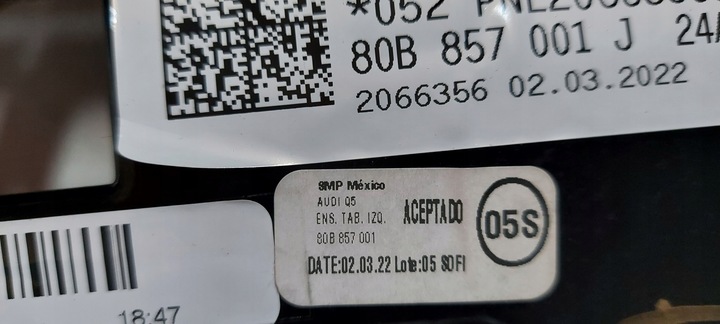 *052
80B 857 001 J 24
2066356 02.03.2022
SMP México
AUDI Q5
ENS. TAB. IZQ. ACEPTADO
05S
80B 857 001
DATE:02.03.22 Lote:05 SOFI
18:47